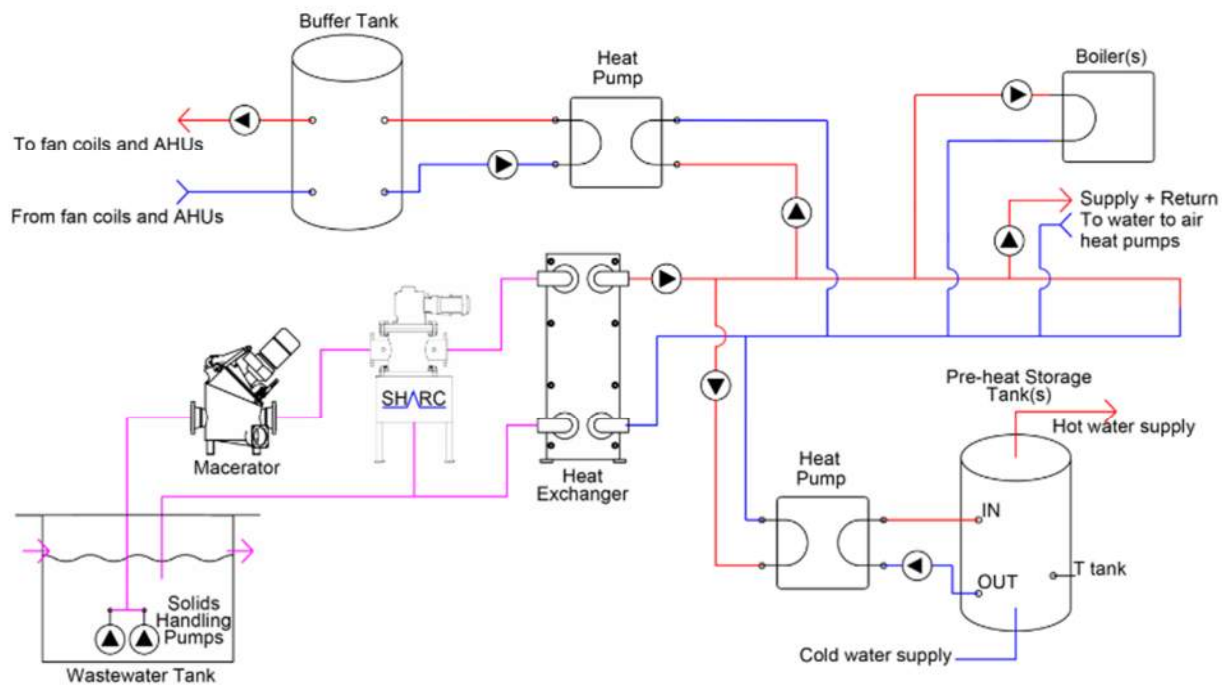 Buffer Tank
Heat
Pump
Boiler(s)
To fan coils and AHUs
From fan coils and AHUs
Supply + Return
To water to air
heat pumps
SHARC
Macerator
Heat
Exchanger
Pre-heat Storage
Tank(s)
Hot water supply
Heat
Pump
IN
OUT
T tank
Cold water supply
Solids
Handling
Pumps
Wastewater Tank